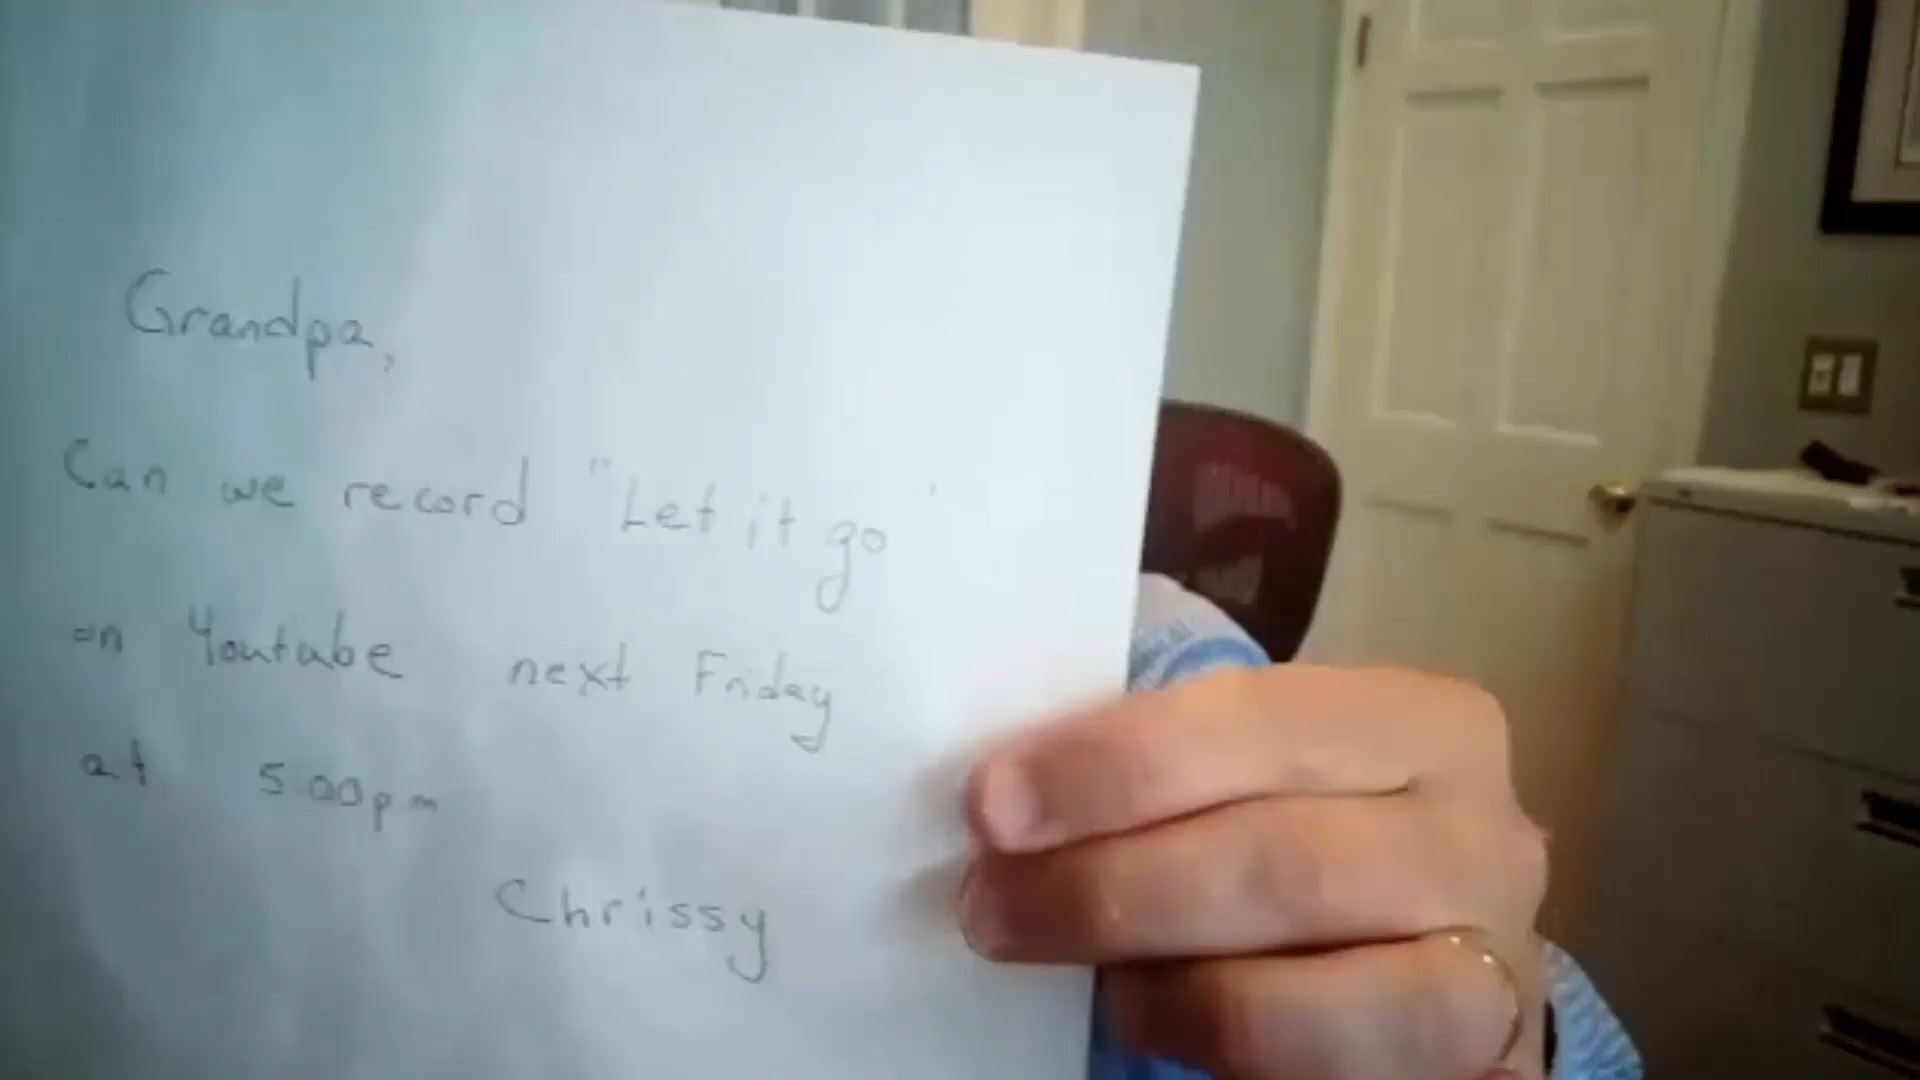 Grandpa,
Can we record "Let it go"
on Youtube next Friday
at 5.00pm
Chrissy